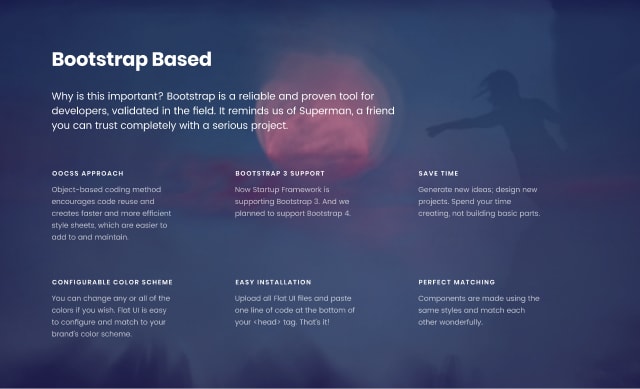 Bootstrap Based
Why is this important? Bootstrap is a reliable and proven tool for
developers, validated in the field. It reminds us of Superman, a friend
you can trust completely with a serious project.
OOCSS APPROACH
Object-based coding method
encourages code reuse and
creates faster and more efficient
style sheets, which are easier to
add to and maintain.
BOOTSTRAP 3 SUPPORT
Now Startup Framework is
supporting Bootstrap 3. And we
planned to support Bootstrap 4.
SAVE TIME
Generate new ideas; design new
projects. Spend your time
creating, not building basic parts.
CONFIGURABLE COLOR SCHEME
You can change any or all of the
colors if you wish. Flat UI is easy
to configure and match to your
brand's color scheme.
EASY INSTALLATION
Upload all Flat UI files and paste
one line of code at the bottom of
your <head> tag. That's it!
PERFECT MATCHING
Components are made using the
same styles and match each
other wonderfully.